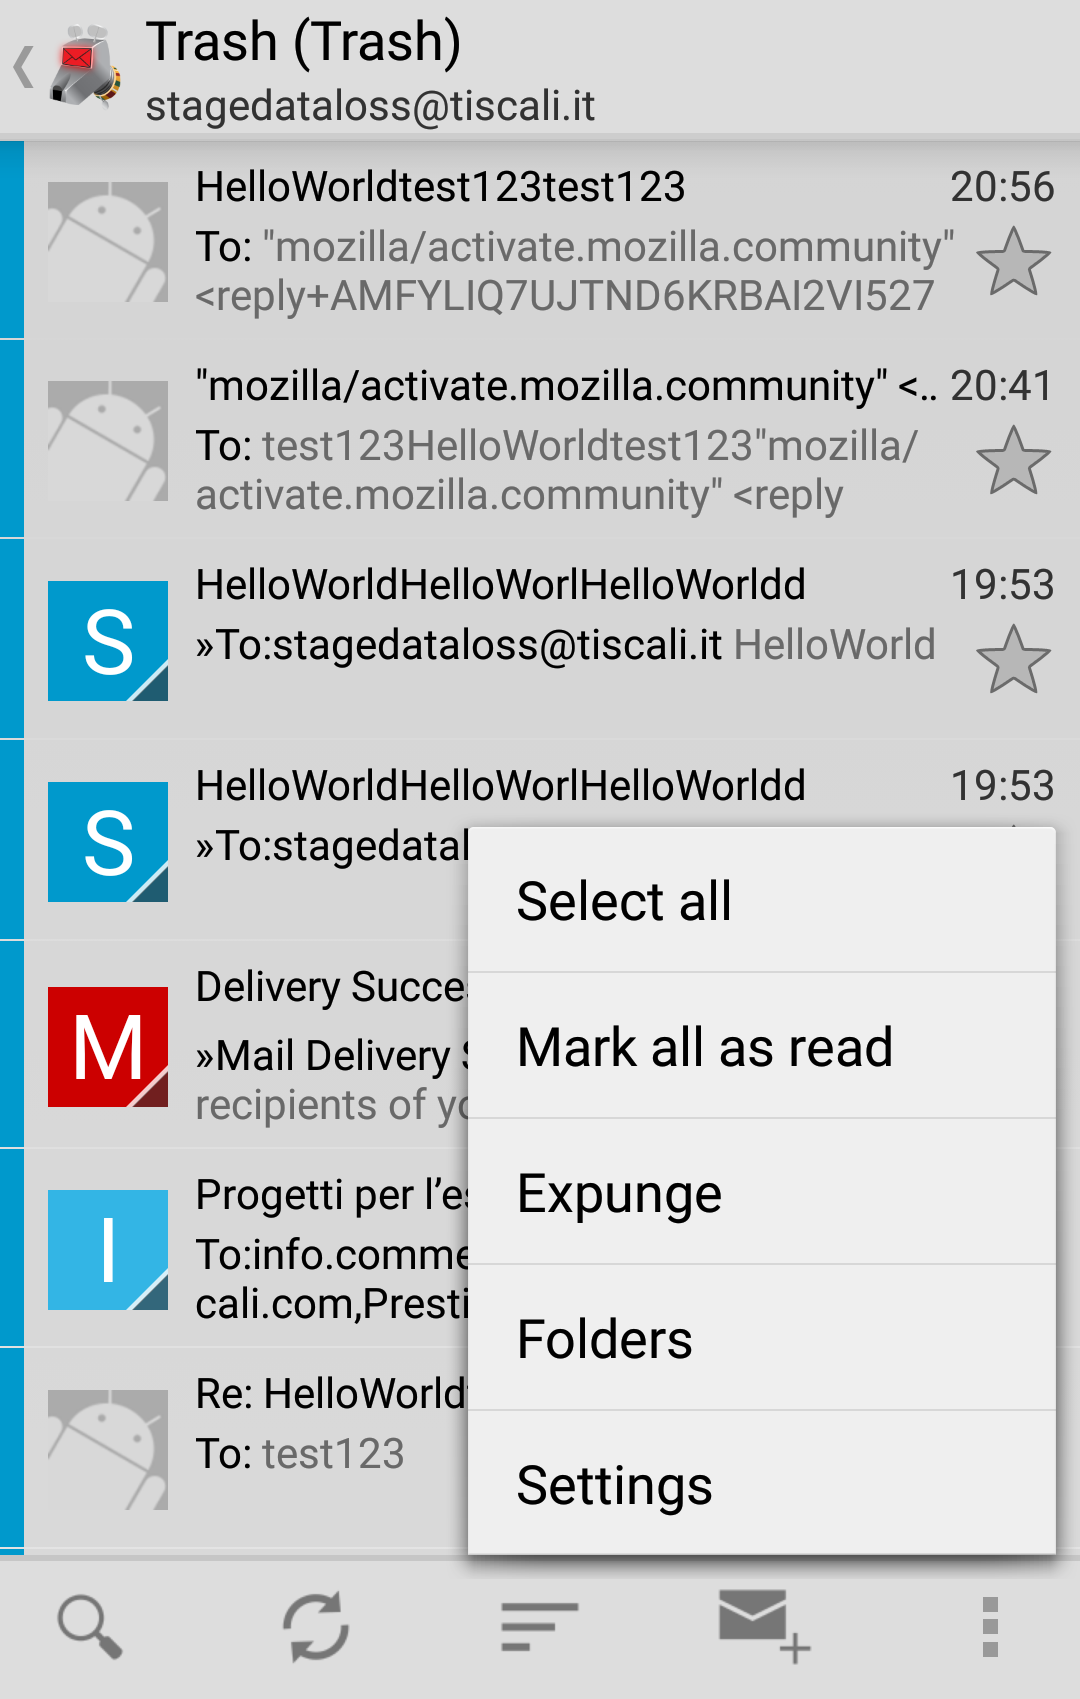 Trash (Trash)
stagedataloss@tiscali.it
HelloWorldtest123test123 20:56
To: "mozilla/activate.mozilla.community"
<reply+AMFYLIQ7UJTND6KRBAI2VI527
"mozilla/activate.mozilla.community" <.. 20:41
To: test123HelloWorldtest123"mozilla/
activate.mozilla.community" <reply
S
HelloWorldHelloWorlHelloWorldd 19:53
»To:stagedataloss@tiscali.it HelloWorld
S
HelloWorldHelloWorlHelloWorldd 19:53
»To:stagedatal
M
Delivery Succes
»Mail Delivery S
recipients of yo
I
Progetti per l’es
To:info.comme
cali.com,Presti
Re: HelloWorld
To: test123
Select all
Mark all as read
Expunge
Folders
Settings